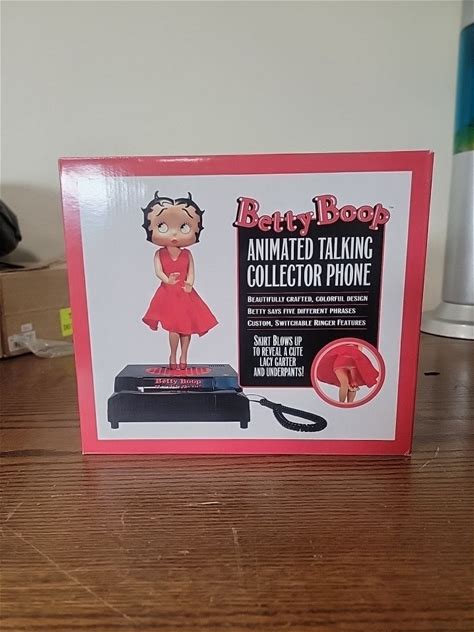 Betty Boop™
ANIMATED TALKING
COLLECTOR PHONE
BEAUTIFULLY CRAFTED, COLORFUL DESIGN
BETTY SAYS FIVE DIFFERENT PHRASES
CUSTOM, SWITCHABLE RINGER FEATURES
SKIRT BLOWS UP
TO REVEAL A CUTE
LACY GARTER
AND UNDERPANTS!
Betty Boop